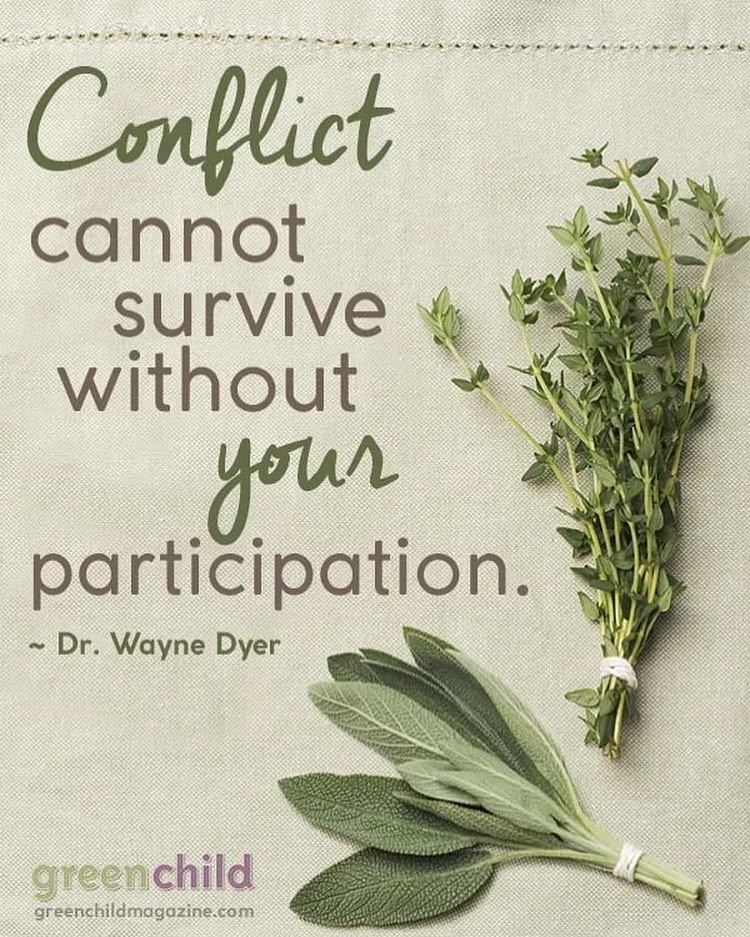 Conflict
cannot
survive
without
your
participation.
~ Dr. Wayne Dyer
greenchild
greenchildmagazine.com